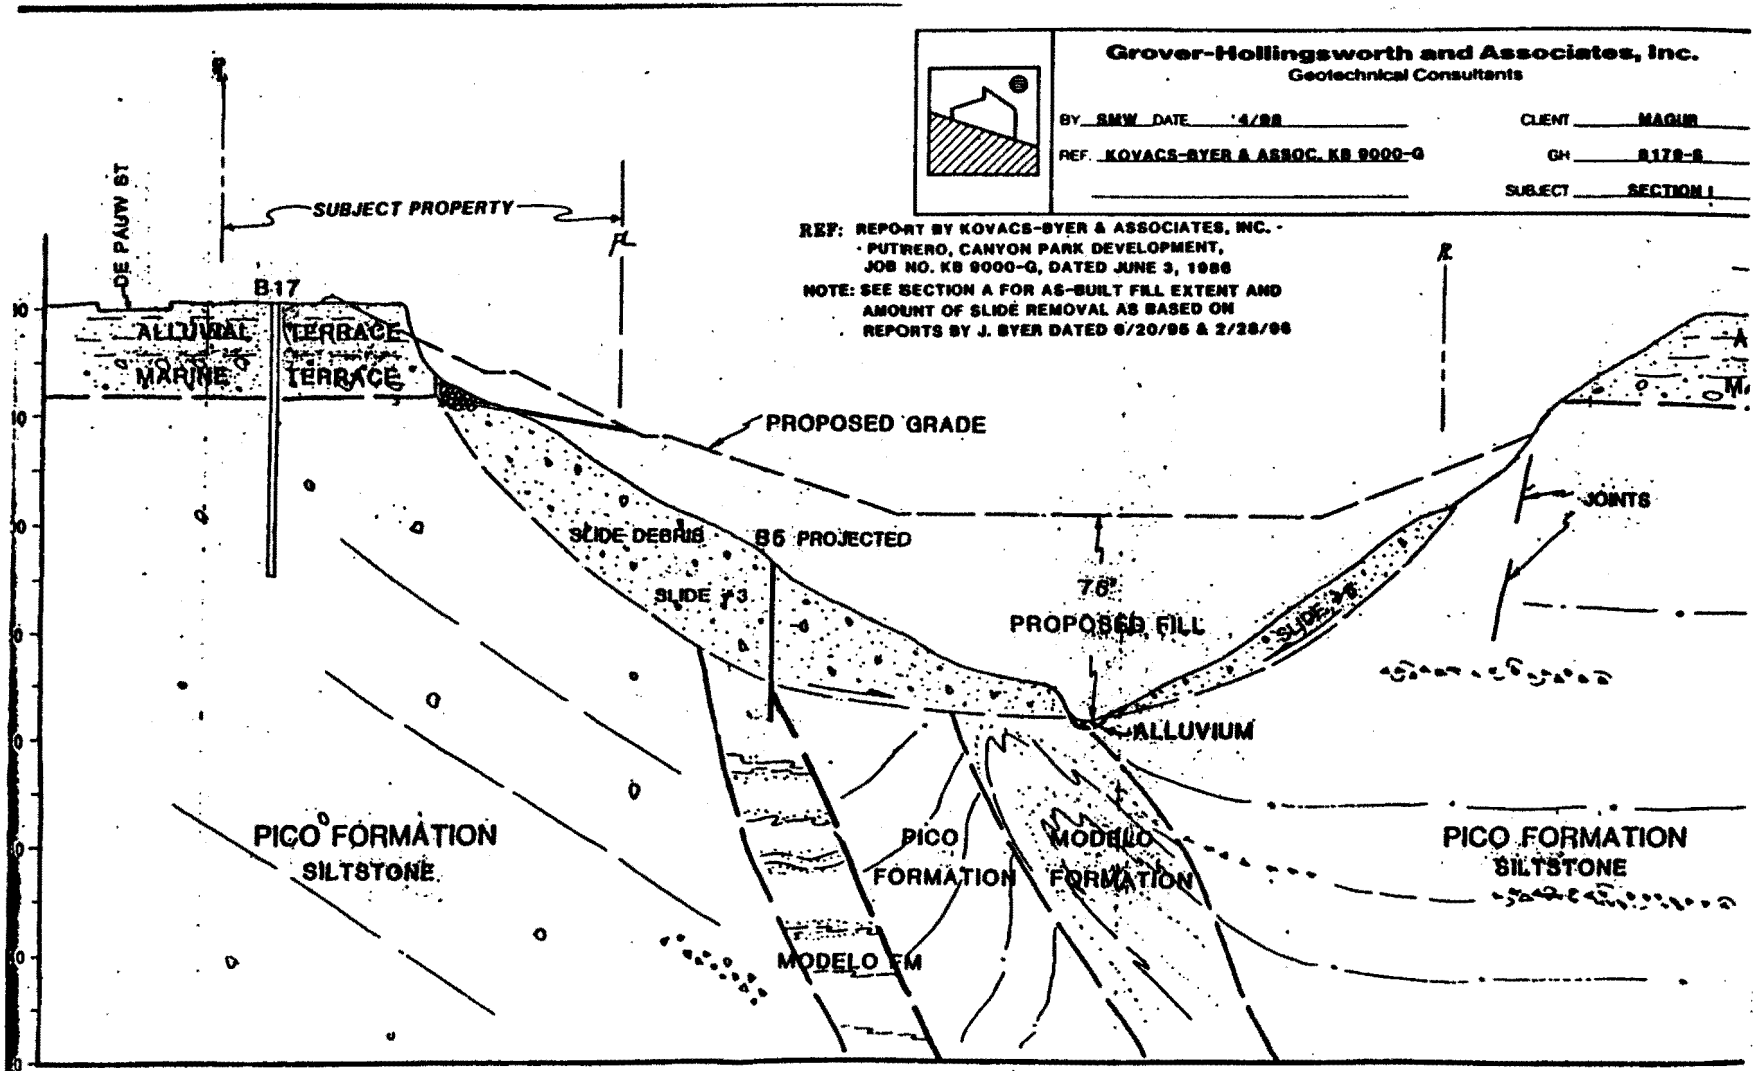 Grover-Hollingsworth and Associates, Inc.
Geotechnical Consultants
BY SMW DATE
CLIENT MAGUR
REF. KOVACS-BYER & ASSOC. KB 9000-G
GH
SUBJECT SECTION
DE PAUW ST
SUBJECT PROPERTY
PL
REF: REPORT BY KOVACS-BYER & ASSOCIATES, INC. -
PUTRERO, CANYON PARK DEVELOPMENT,
JOB NO. KB 9000-G, DATED JUNE 3, 1986
NOTE: SEE SECTION A FOR AS-BUILT FILL EXTENT AND
AMOUNT OF SLIDE REMOVAL AS BASED ON
REPORTS BY J. BYER DATED 6/20/95 & 2/28/96
B17
ALLUVIAL TERRACE
MARINE TERRACE
PROPOSED GRADE
JOINTS
SLIDE DEBRIS
B5 PROJECTED
SLIDE #3
PROPOSED FILL
SLIDE
ALLUVIUM
PICO FORMATION
SILTSTONE
PICO
FORMATION
MODELO
FORMATION
PICO FORMATION
SILTSTONE
MODELO FM